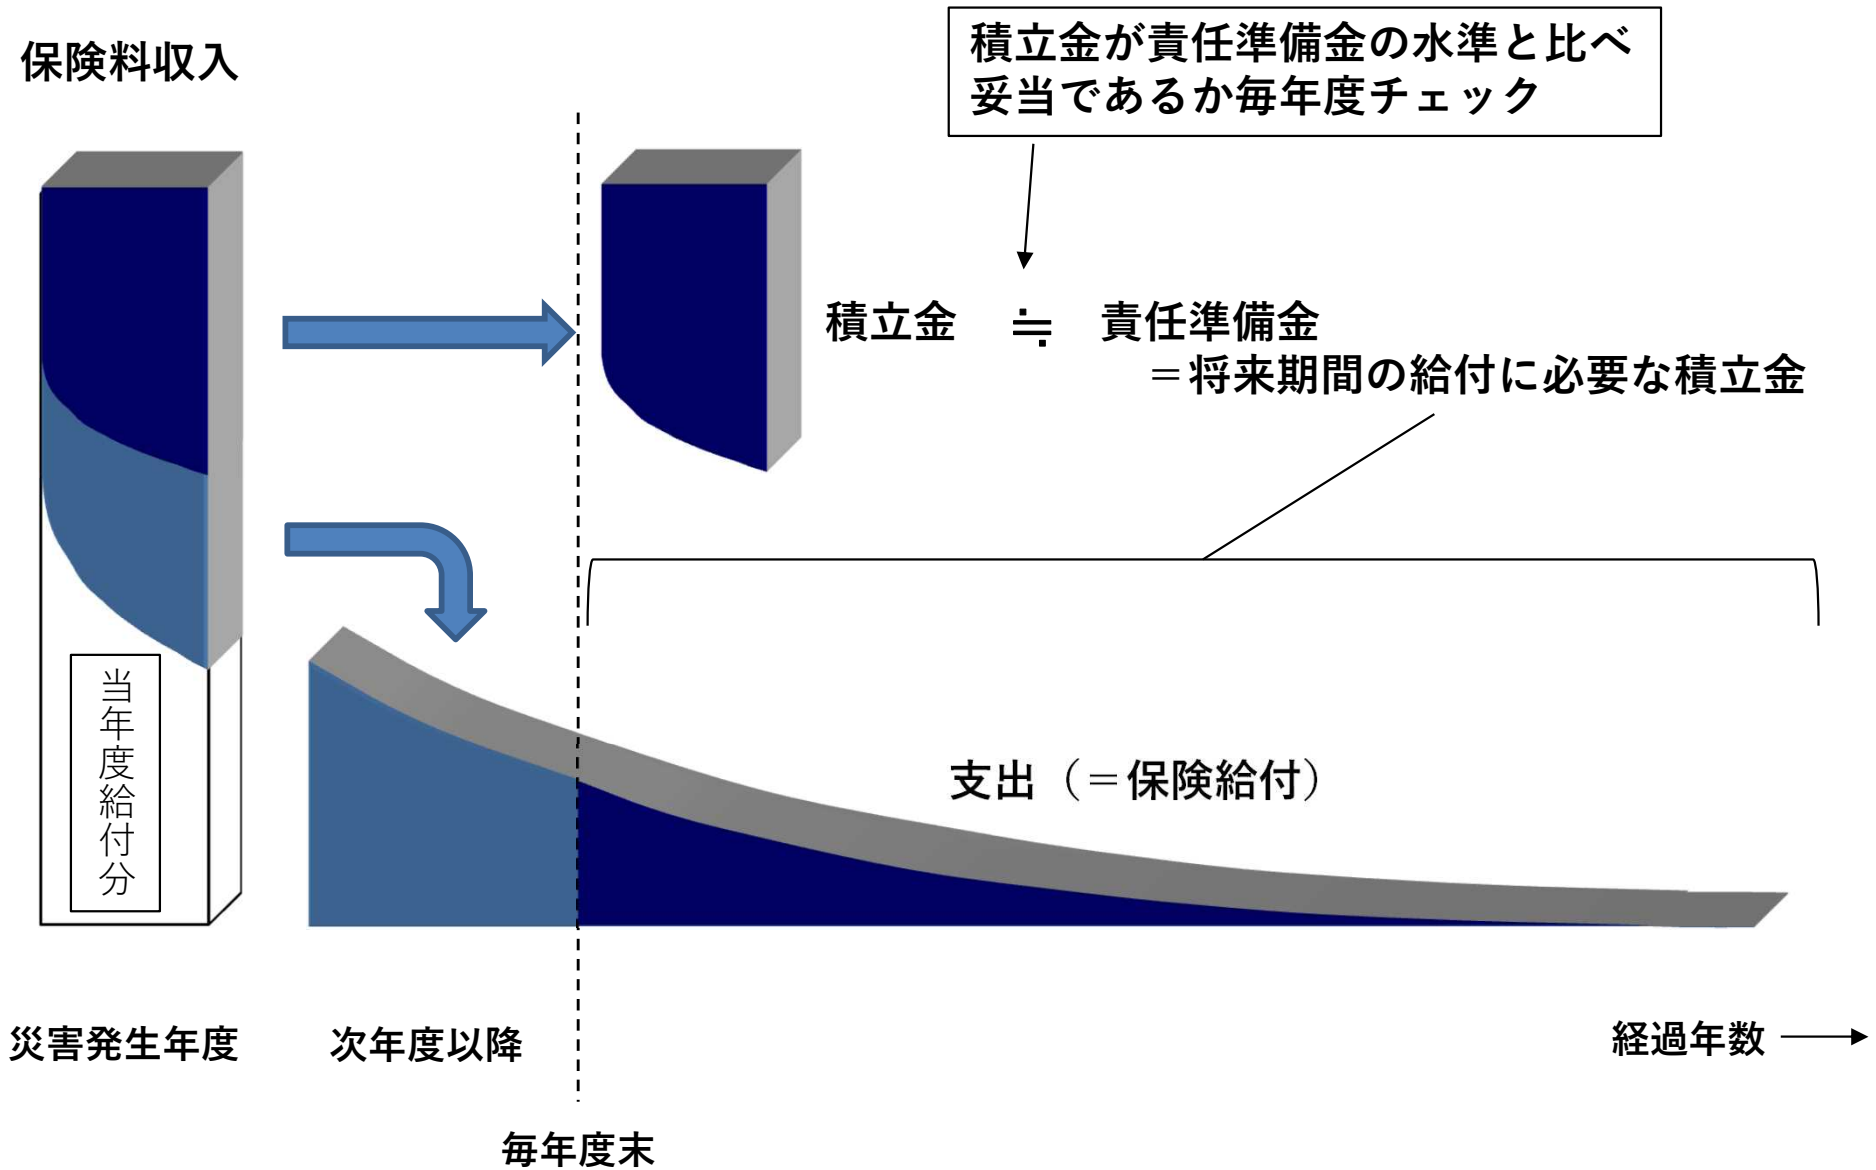 保険料収入
積立金が責任準備金の水準と比べ
妥当であるか毎年度チェック
積立金 ≒ 責任準備金
＝将来期間の給付に必要な積立金
当年度給付分
支出（＝保険給付）
災害発生年度
次年度以降
経過年数
毎年度末